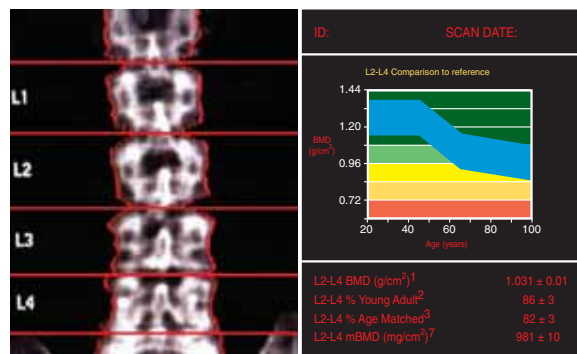 L1
L2
L3
L4
ID: SCAN DATE:
L2-L4 Comparison to reference
1.44
1.20
0.96
0.72
BMD
(g/cm²)
20 40 60 80 100
Age (years)
L2-L4 BMD (g/cm²)¹ 1.031 ± 0.01
L2-L4 % Young Adult² 86 ± 3
L2-L4 % Age Matched³ 82 ± 3
L2-L4 mBMD (mg/cm²)⁷ 981 ± 10